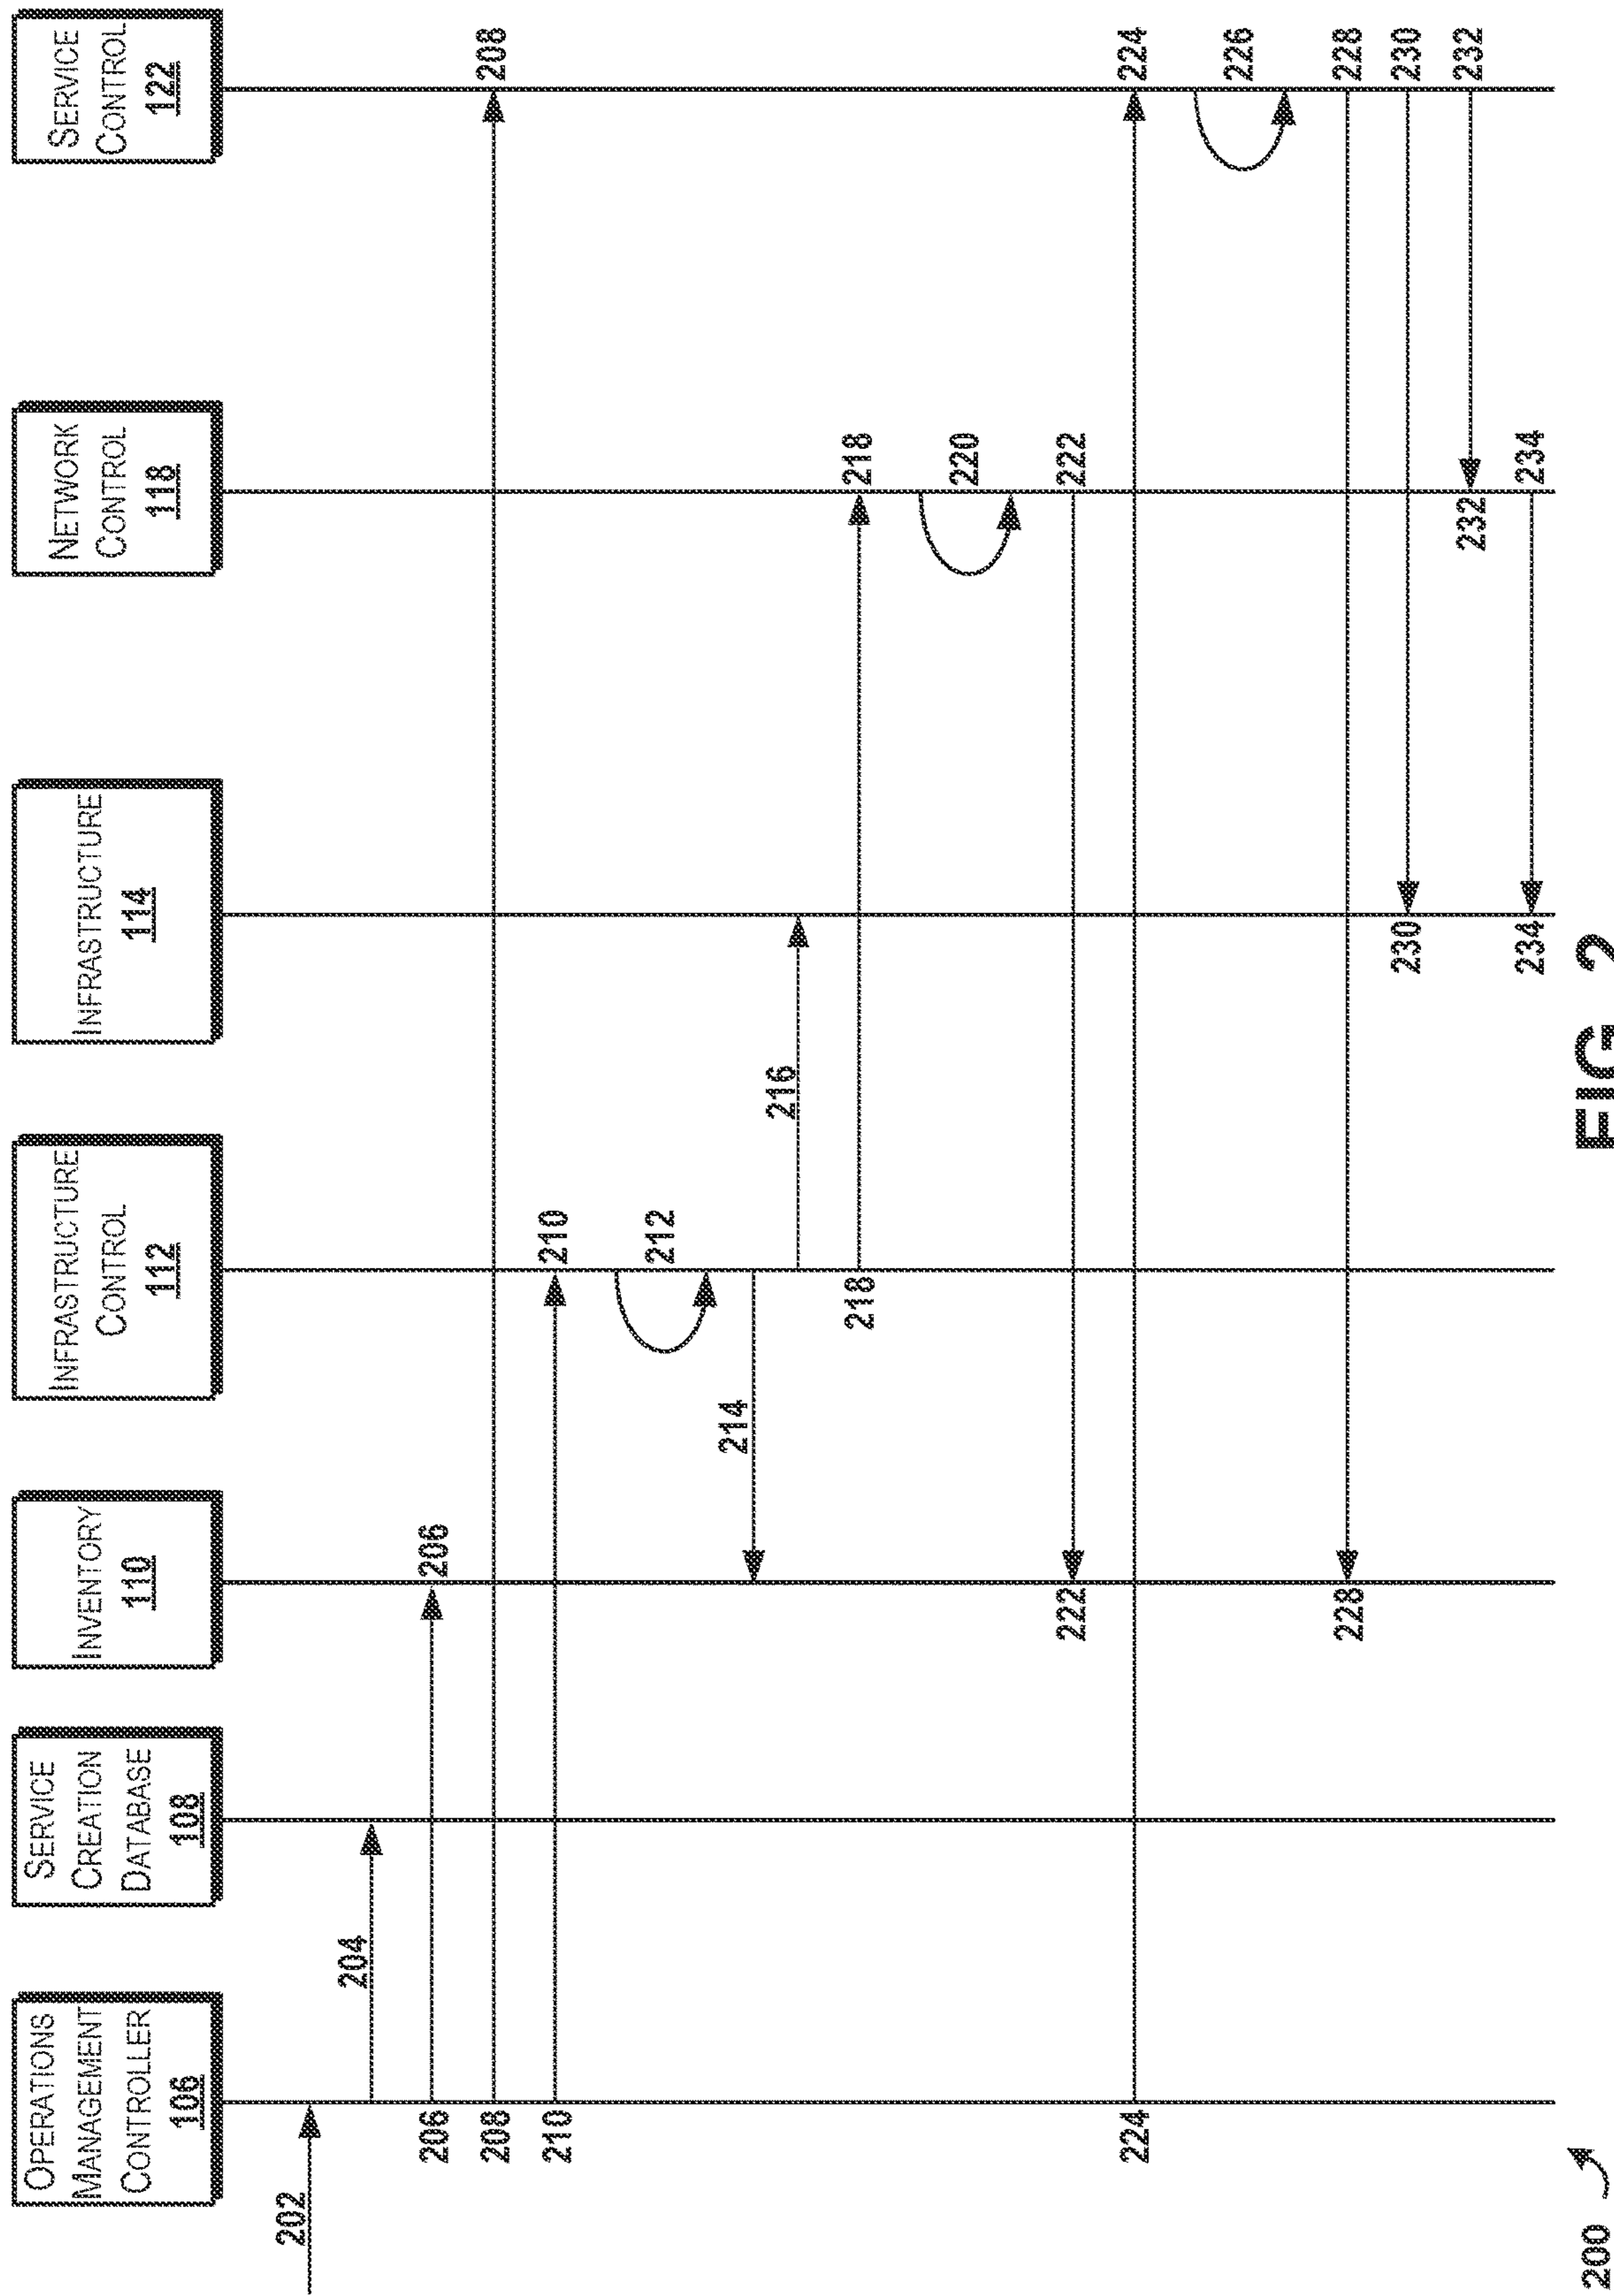 OPERATIONS
MANAGEMENT
CONTROLLER
106
SERVICE
CREATION
DATABASE
108
INVENTORY
110
INFRASTRUCTURE
CONTROL
112
INFRASTRUCTURE
114
NETWORK
CONTROL
118
SERVICE
CONTROL
122
202
204
206
206
208
208
210
210
212
214
216
218
218
220
222
222
224
224
226
228
228
230
230
232
232
234
234
200
FIG. 2